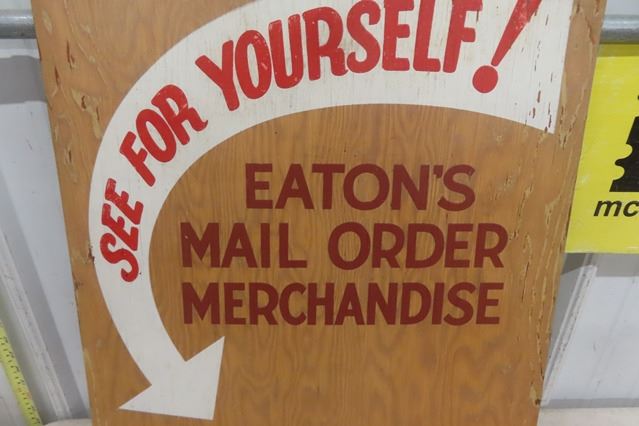 SEE FOR YOURSELF!
EATON'S
MAIL ORDER
MERCHANDISE
mc